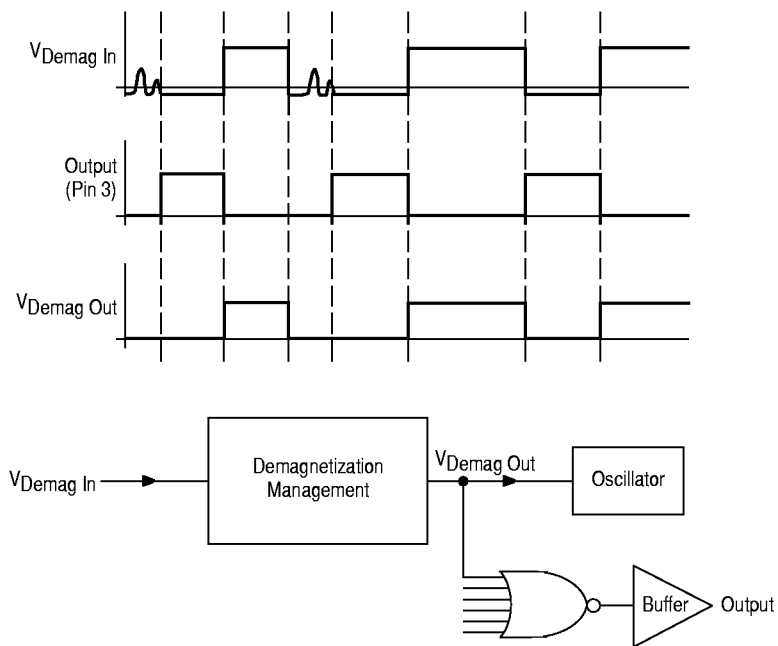 VDemag In
Output
(Pin 3)
VDemag Out
VDemag In
Demagnetization
Management
VDemag Out
Oscillator
Buffer
Output